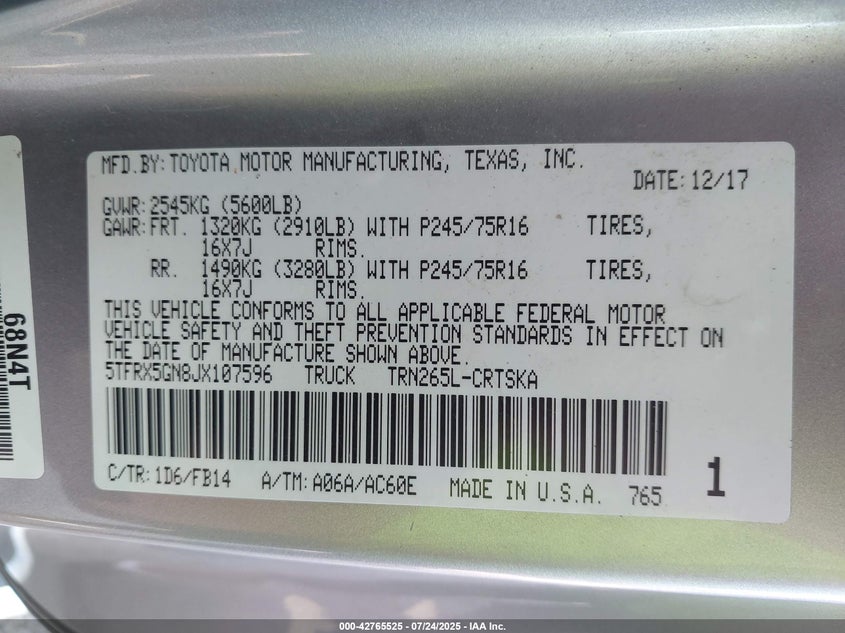 MFD.BY: TOYOTA MOTOR MANUFACTURING, TEXAS, INC.
DATE: 12/17
GVWR: 2545KG (5600LB)
GAWR: FRT. 1320KG (2910LB) WITH P245/75R16 TIRES,
16X7J RIMS.
RR. 1490KG (3280LB) WITH P245/75R16 TIRES,
16X7J RIMS.
THIS VEHICLE CONFORMS TO ALL APPLICABLE FEDERAL MOTOR
VEHICLE SAFETY AND THEFT PREVENTION STANDARDS IN EFFECT ON
THE DATE OF MANUFACTURE SHOWN ABOVE.
5TFRX5GN8JX107596 TRUCK TRN265L-CRTSKA
C/TR: 1D6/FB14 A/TM: A06A/AC60E MADE IN U.S.A. 765 1
68N4T
000-42765525 - 07/24/2025 - IAA Inc.